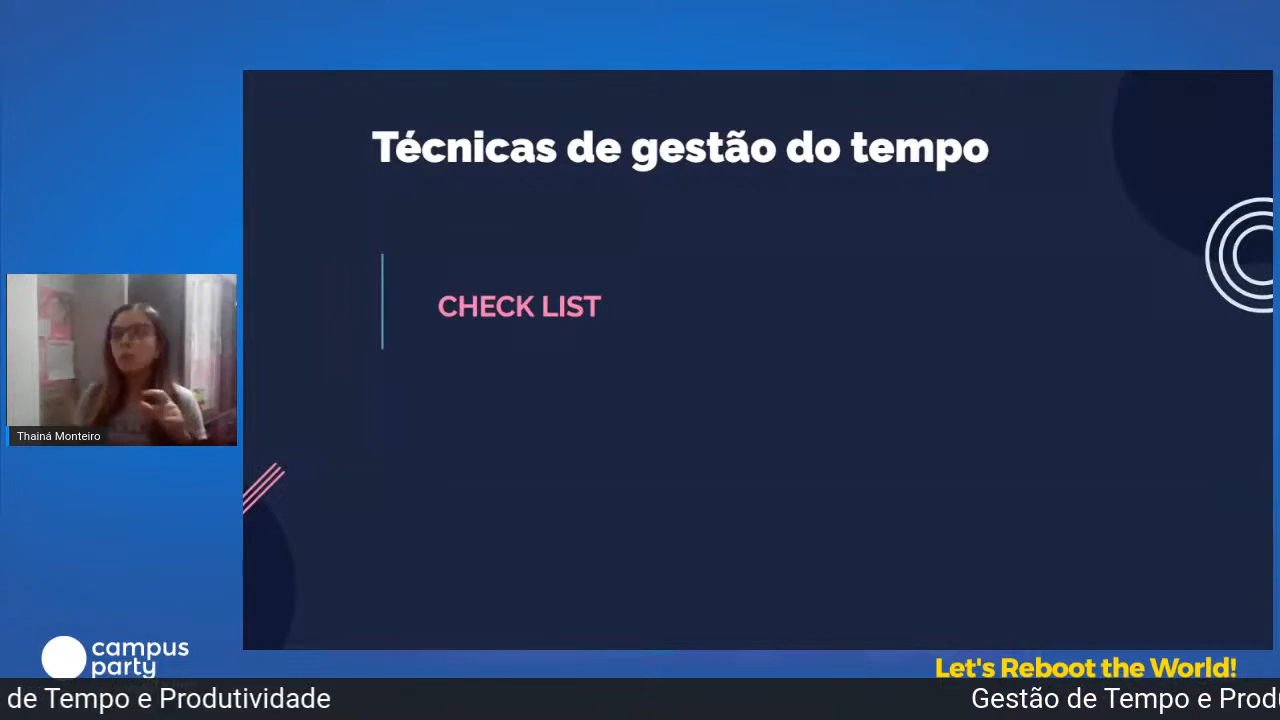 Técnicas de gestão do tempo
CHECK LIST
Thainá Monteiro
campus
party
Let's Reboot the World!
de Tempo e Produtividade
Gestão de Tempo e Prod